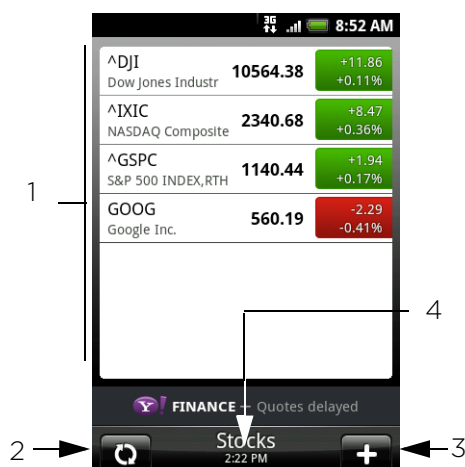 3G 8:52 AM
^DJI 10564.38 +11.86
Dow Jones Industr +0.11%
^IXIC 2340.68 +8.47
NASDAQ Composite +0.36%
^GSPC 1140.44 +1.94
S&P 500 INDEX,RTH +0.17%
GOOG 560.19 -2.29
Google Inc. -0.41%
1
4
Y! FINANCE – Quotes delayed
2 Stocks 3
2:22 PM